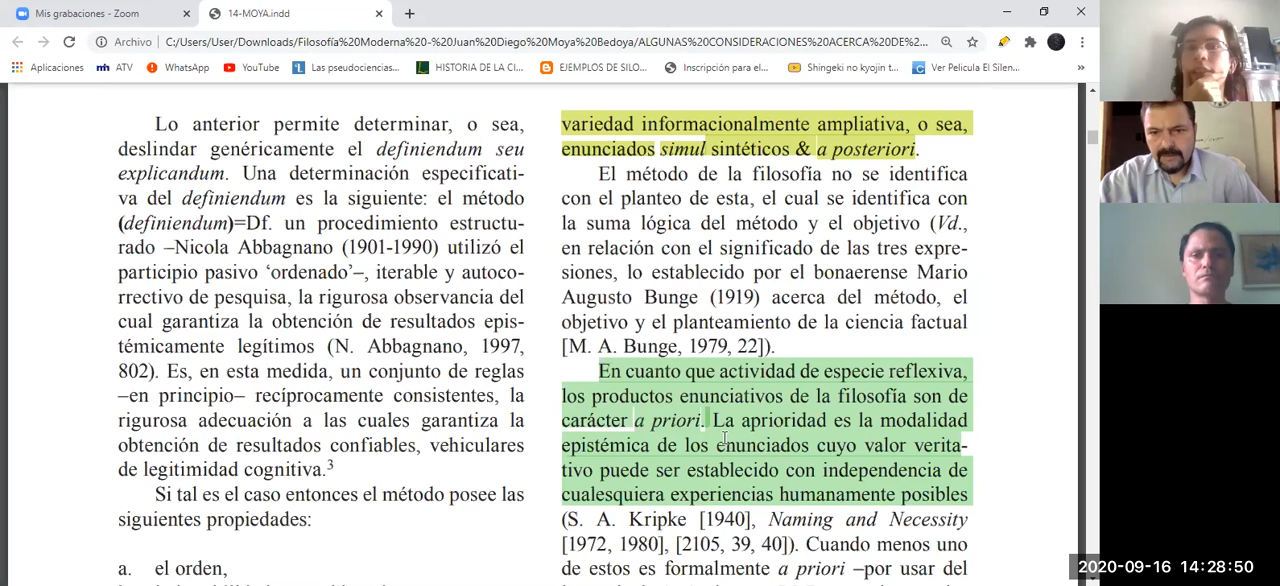 Mis grabaciones - Zoom
14-MOYA.indd
Archivo
C:/Users/User/Downloads/Filosofía%20Moderna%20-%20Juan%20Diego%20Moya%20Bedoya/ALGUNAS%20CONSIDERACIONES%20ACERCA%20DE%...
Aplicaciones
mh ATV
WhatsApp
YouTube
Las pseudociencias...
HISTORIA DE LA CI...
EJEMPLOS DE SILO...
Inscripción para el...
Shingeki no kyojin t...
Ver Pelicula El Silen...
»
Lo anterior permite determinar, o sea,
deslindar genéricamente el definiendum seu
explicandum. Una determinación especificati-
va del definiendum es la siguiente: el método
(definiendum)=Df. un procedimiento estructu-
rado –Nicola Abbagnano (1901-1990) utilizó el
participio pasivo ‘ordenado’–, iterable y autoco-
rrectivo de pesquisa, la rigurosa observancia del
cual garantiza la obtención de resultados epis-
témicamente legítimos (N. Abbagnano, 1997,
802). Es, en esta medida, un conjunto de reglas
–en principio– recíprocamente consistentes, la
rigurosa adecuación a las cuales garantiza la
obtención de resultados confiables, vehiculares
de legitimidad cognitiva.3
Si tal es el caso entonces el método posee las
siguientes propiedades:
a. el orden,
variedad informacionalmente ampliativa, o sea,
enunciados simul sintéticos & a posteriori.
El método de la filosofía no se identifica
con el planteo de esta, el cual se identifica con
la suma lógica del método y el objetivo (Vd.,
en relación con el significado de las tres expre-
siones, lo establecido por el bonaerense Mario
Augusto Bunge (1919) acerca del método, el
objetivo y el planteamiento de la ciencia factual
[M. A. Bunge, 1979, 22]).
En cuanto que actividad de especie reflexiva,
los productos enunciativos de la filosofía son de
carácter a priori. La aprioridad es la modalidad
epistémica de los enunciados cuyo valor verita-
tivo puede ser establecido con independencia de
cualesquiera experiencias humanamente posibles
(S. A. Kripke [1940], Naming and Necessity
[1972, 1980], [2105, 39, 40]). Cuando menos uno
de estos es formalmente a priori –por usar del
2020-09-16 14:28:50